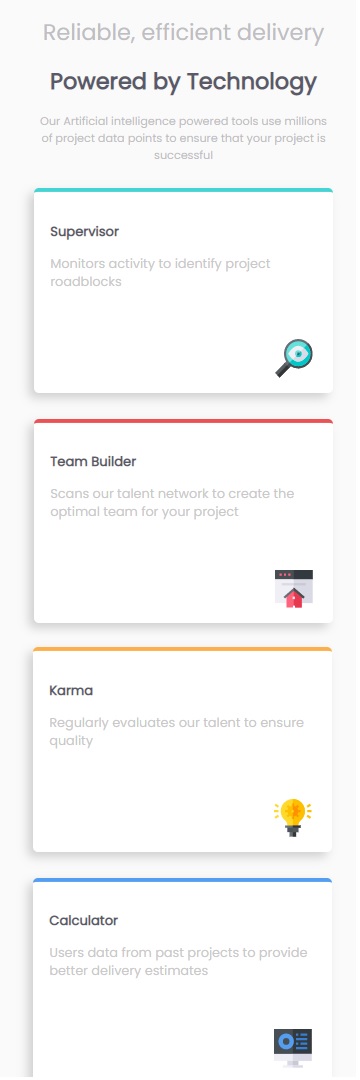 Reliable, efficient delivery
Powered by Technology
Our Artificial intelligence powered tools use millions
of project data points to ensure that your project is
successful
Supervisor
Monitors activity to identify project
roadblocks
Team Builder
Scans our talent network to create the
optimal team for your project
Karma
Regularly evaluates our talent to ensure
quality
Calculator
Users data from past projects to provide
better delivery estimates